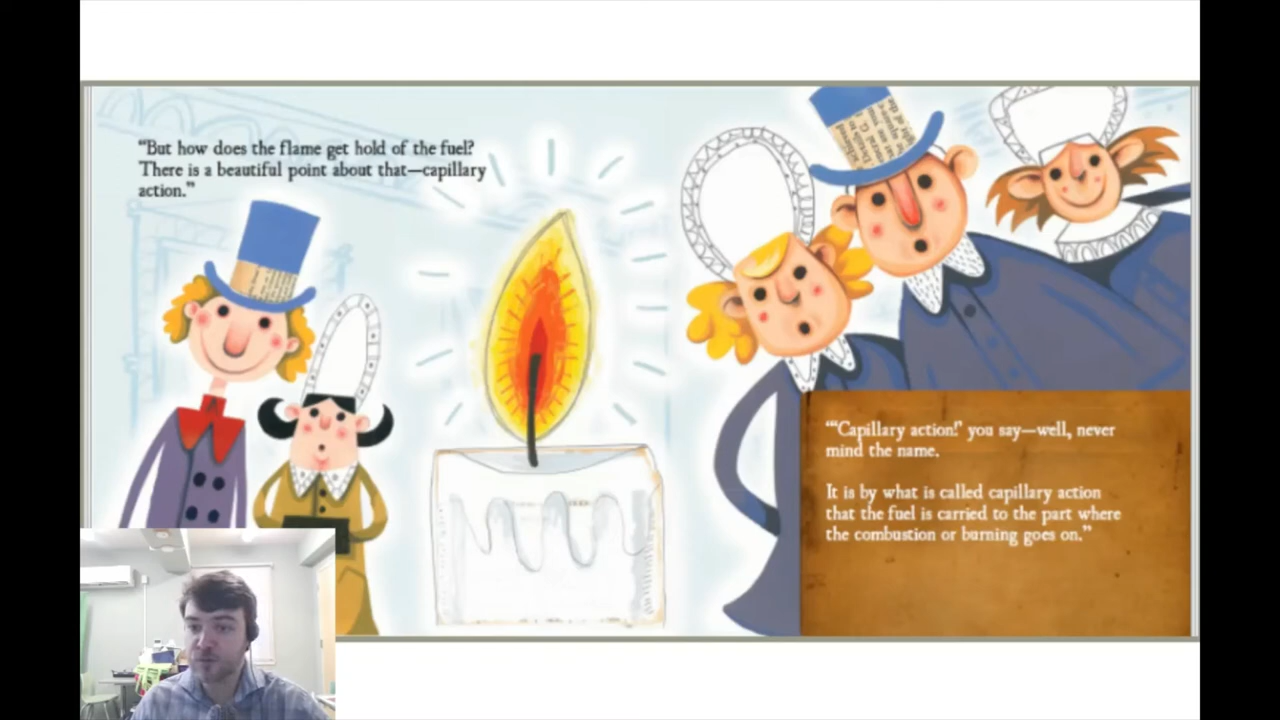 “But how does the flame get hold of the fuel?
There is a beautiful point about that—capillary
action.”
“‘Capillary action!’ you say—well, never
mind the name.
It is by what is called capillary action
that the fuel is carried to the part where
the combustion or burning goes on.”